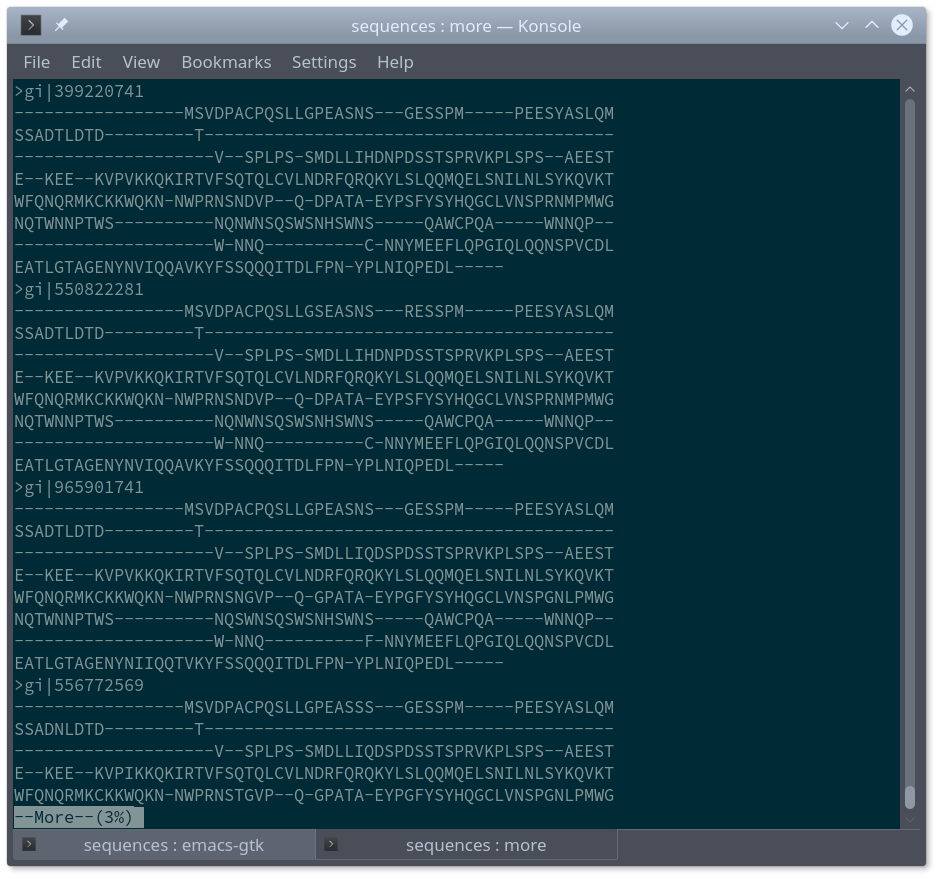 sequences : more — Konsole
File Edit View Bookmarks Settings Help
>gi|399220741
-----------------MSVDPACPQSLLGPEASNS---GESSPM-----PEESYASLQM
SSADTLDTD---------T-----------------------------------------
--------------------V--SPLPS-SMDLLIHDNPDSSTSPRVKPLSPS--AEEST
E--KEE--KVPVKKQKIRTVFSQTQLCVLNDRFQRQKYLSLQQMQELSNILNLSYKQVKT
WFQNQRMKCKKWQKN-NWPRNSNDVP--Q-DPATA-EYPSFYSYHQGCLVNSPRNMPMWG
NQTWNNPTWS----------NQNWNSQSWSNHSWNS-----QAWCPQA-----WNNQP--
--------------------W-NNQ----------C-NNYMEEFLQPGIQLQQNSPVCDL
EATLGTAGENYNVIQQAVKYFSSQQQITDLFPN-YPLNIQPEDL-----
>gi|550822281
-----------------MSVDPACPQSLLGSEASNS---RESSPM-----PEESYASLQM
SSADTLDTD---------T-----------------------------------------
--------------------V--SPLPS-SMDLLIHDNPDSSTSPRVKPLSPS--AEEST
E--KEE--KVPVKKQKIRTVFSQTQLCVLNDRFQRQKYLSLQQMQELSNILNLSYKQVKT
WFQNQRMKCKKWQKN-NWPRNSNDVP--Q-DPATA-EYPSFYSYHQGCLVNSPRNMPMWG
NQTWNNPTWS----------NQNWNSQSWSNHSWNS-----QAWCPQA-----WNNQP--
--------------------W-NNQ----------C-NNYMEEFLQPGIQLQQNSPVCDL
EATLGTAGENYNVIQQAVKYFSSQQQITDLFPN-YPLNIQPEDL-----
>gi|965901741
-----------------MSVDPACPQSLLGPEASNS---GESSPM-----PEESYASLQM
SSADTLDTD---------T-----------------------------------------
--------------------V--SPLPS-SMDLLIQDSPDSSTSPRVKPLSPS--AEEST
E--KEE--KVPVKKQKIRTVFSQTQLCVLNDRFQRQKYLSLQQMQELSNILNLSYKQVKT
WFQNQRMKCKKWQKN-NWPRNSNGVP--Q-GPATA-EYPGFYSYHQGCLVNSPGNLPMWG
NQTWNNPTWS----------NQSWNSQSWSNHSWNS-----QAWCPQA-----WNNQP--
--------------------W-NNQ----------F-NNYMEEFLQPGIQLQQNSPVCDL
EATLGTAGENYNIIQQTVKYFSSQQQITDLFPN-YPLNIQPEDL-----
>gi|556772569
-----------------MSVDPACPQSLLGPEASSS---GESSPM-----PEESYASLQM
SSADNLDTD---------T-----------------------------------------
--------------------V--SPLPS-SMDLLIQDSPDSSTSPRVKPLSPS--AEEST
E--KEE--KVPIKKQKIRTVFSQTQLCVLNDRFQRQKYLSLQQMQELSNILNLSYKQVKT
WFQNQRMKCKKWQKN-NWPRNSTGVP--Q-GPATA-EYPGFYSYHQGCLVNSPGNLPMWG
--More--(3%)
sequences : emacs-gtk sequences : more